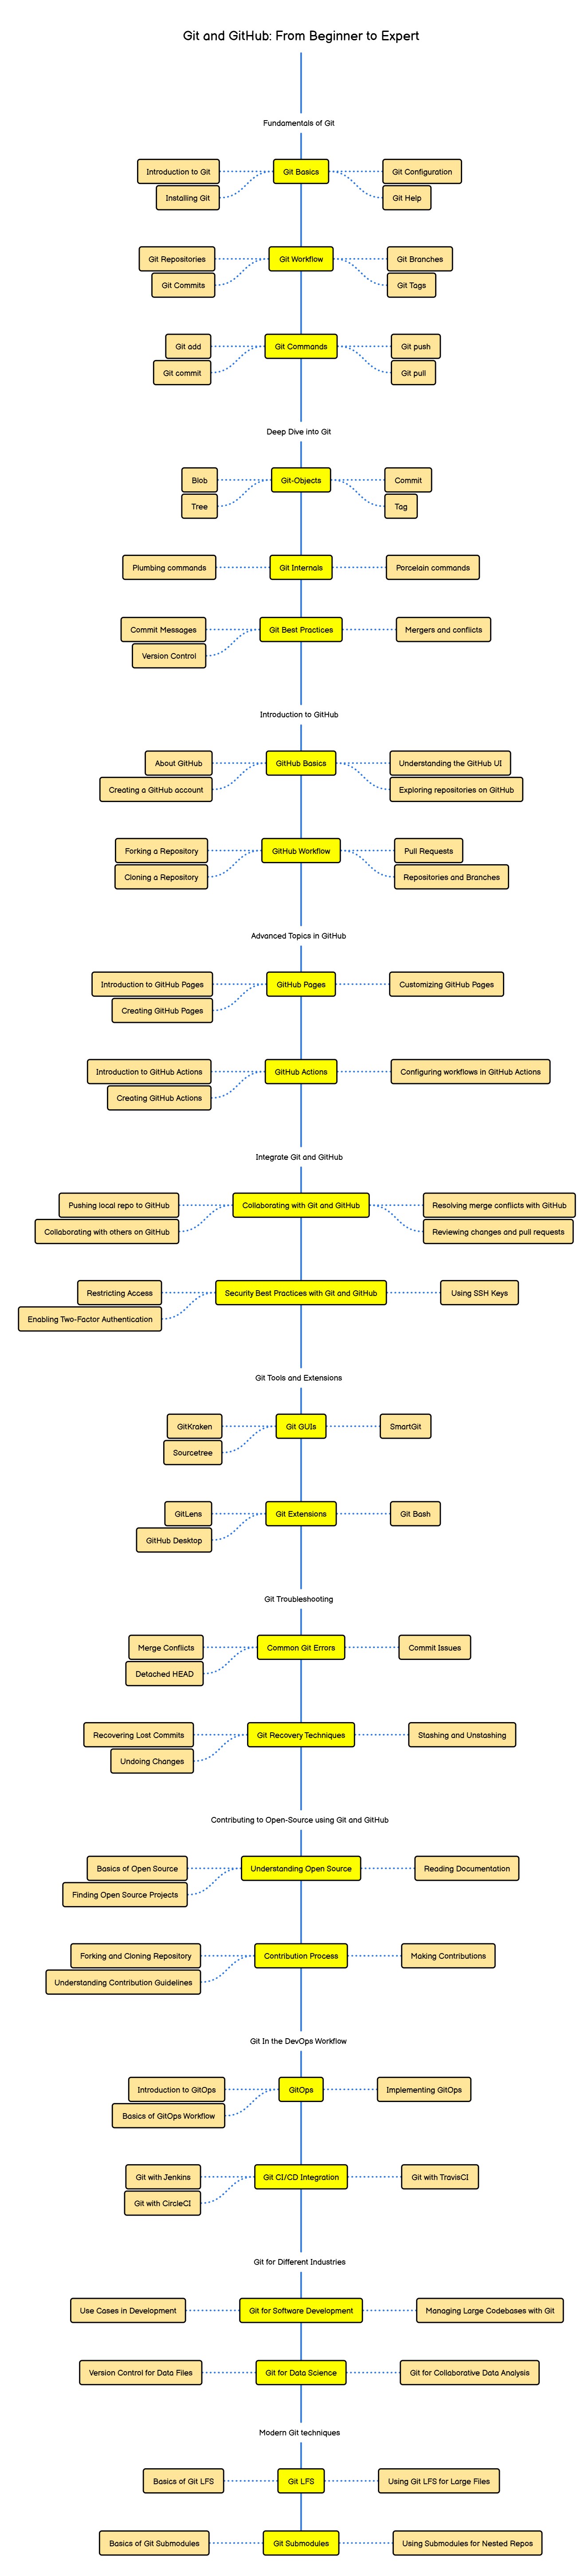 Git and GitHub: From Beginner to Expert
Fundamentals of Git
Introduction to Git
Git Basics
Git Configuration
Installing Git
Git Help
Git Repositories
Git Workflow
Git Branches
Git Commits
Git Tags
Git add
Git Commands
Git push
Git commit
Git pull
Deep Dive into Git
Blob
Git-Objects
Commit
Tree
Tag
Plumbing commands
Git Internals
Porcelain commands
Commit Messages
Git Best Practices
Mergers and conflicts
Version Control
Introduction to GitHub
About GitHub
GitHub Basics
Understanding the GitHub UI
Creating a GitHub account
Exploring repositories on GitHub
Forking a Repository
GitHub Workflow
Pull Requests
Cloning a Repository
Repositories and Branches
Advanced Topics in GitHub
Introduction to GitHub Pages
GitHub Pages
Customizing GitHub Pages
Creating GitHub Pages
Introduction to GitHub Actions
GitHub Actions
Configuring workflows in GitHub Actions
Creating GitHub Actions
Integrate Git and GitHub
Pushing local repo to GitHub
Collaborating with Git and GitHub
Resolving merge conflicts with GitHub
Collaborating with others on GitHub
Reviewing changes and pull requests
Restricting Access
Security Best Practices with Git and GitHub
Using SSH Keys
Enabling Two-Factor Authentication
Git Tools and Extensions
GitKraken
Git GUIs
SmartGit
Sourcetree
GitLens
Git Extensions
Git Bash
GitHub Desktop
Git Troubleshooting
Merge Conflicts
Common Git Errors
Commit Issues
Detached HEAD
Recovering Lost Commits
Git Recovery Techniques
Stashing and Unstashing
Undoing Changes
Contributing to Open-Source using Git and GitHub
Basics of Open Source
Understanding Open Source
Reading Documentation
Finding Open Source Projects
Forking and Cloning Repository
Contribution Process
Making Contributions
Understanding Contribution Guidelines
Git In the DevOps Workflow
Introduction to GitOps
GitOps
Implementing GitOps
Basics of GitOps Workflow
Git with Jenkins
Git CI/CD Integration
Git with TravisCI
Git with CircleCI
Git for Different Industries
Use Cases in Development
Git for Software Development
Managing Large Codebases with Git
Version Control for Data Files
Git for Data Science
Git for Collaborative Data Analysis
Modern Git techniques
Basics of Git LFS
Git LFS
Using Git LFS for Large Files
Basics of Git Submodules
Git Submodules
Using Submodules for Nested Repos